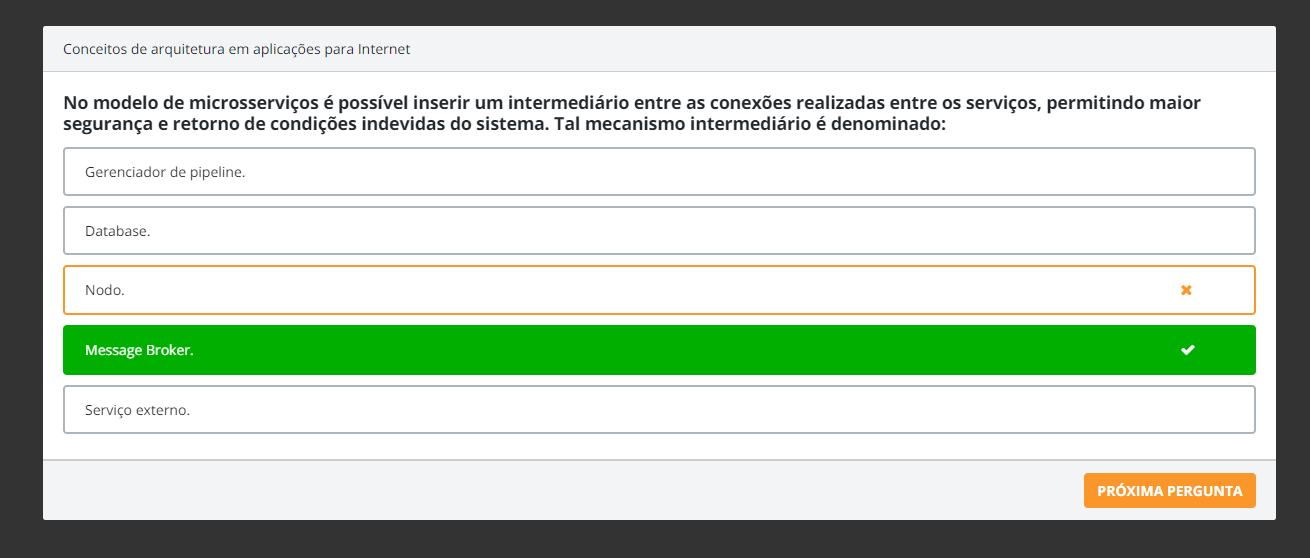 Conceitos de arquitetura em aplicações para Internet
No modelo de microsserviços é possível inserir um intermediário entre as conexões realizadas entre os serviços, permitindo maior
segurança e retorno de condições indevidas do sistema. Tal mecanismo intermediário é denominado:
Gerenciador de pipeline.
Database.
Nodo.
Message Broker.
Serviço externo.
PRÓXIMA PERGUNTA